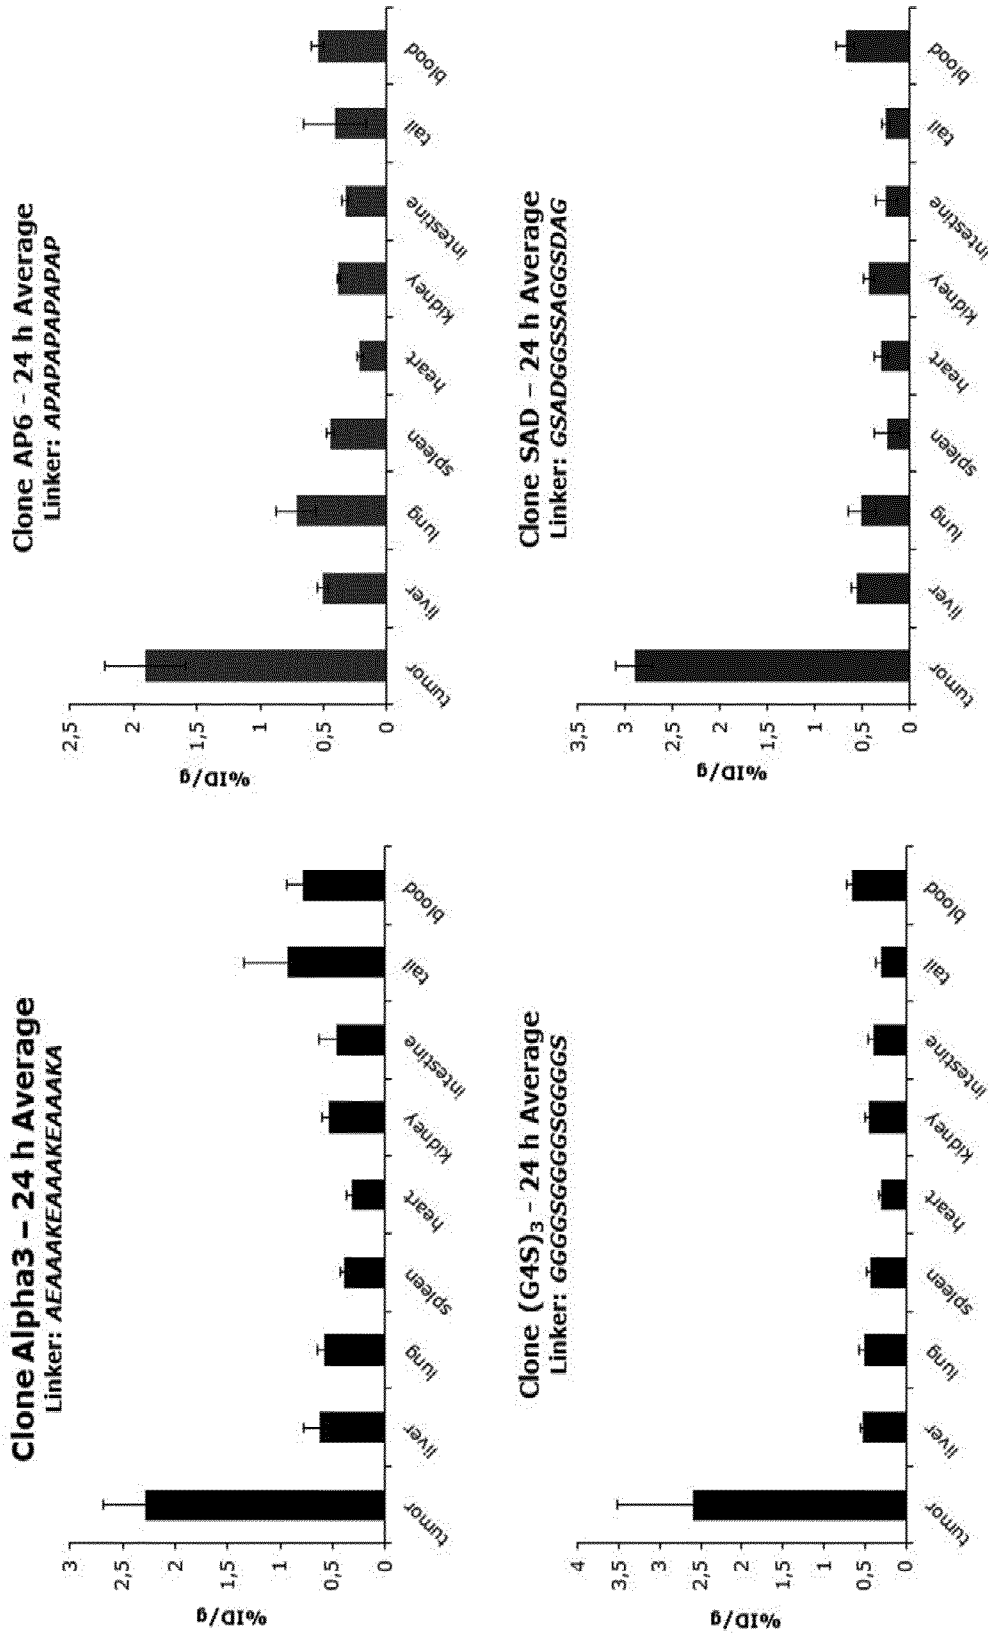 Clone Alpha3 – 24 h Average
Linker: AEAAAKEAAAKEAAAKA
%ID/g
3
2,5
2
1,5
1
0,5
0
tumor
liver
lung
spleen
heart
kidney
intestine
tail
blood
Clone AP6 - 24 h Average
Linker: APAPAPAPAPAP
%ID/g
2,5
2
1,5
1
0,5
0
tumor
liver
lung
spleen
heart
kidney
intestine
tail
blood
Clone (G4S)3 - 24 h Average
Linker: GGGGSGGGGSGGGGS
%ID/g
4
3,5
3
2,5
2
1,5
1
0,5
0
tumor
liver
lung
spleen
heart
kidney
intestine
tail
blood
Clone SAD – 24 h Average
Linker: GSADGGSSAGGSDAG
%ID/g
3,5
3
2,5
2
1,5
1
0,5
0
tumor
liver
lung
spleen
heart
kidney
intestine
tail
blood